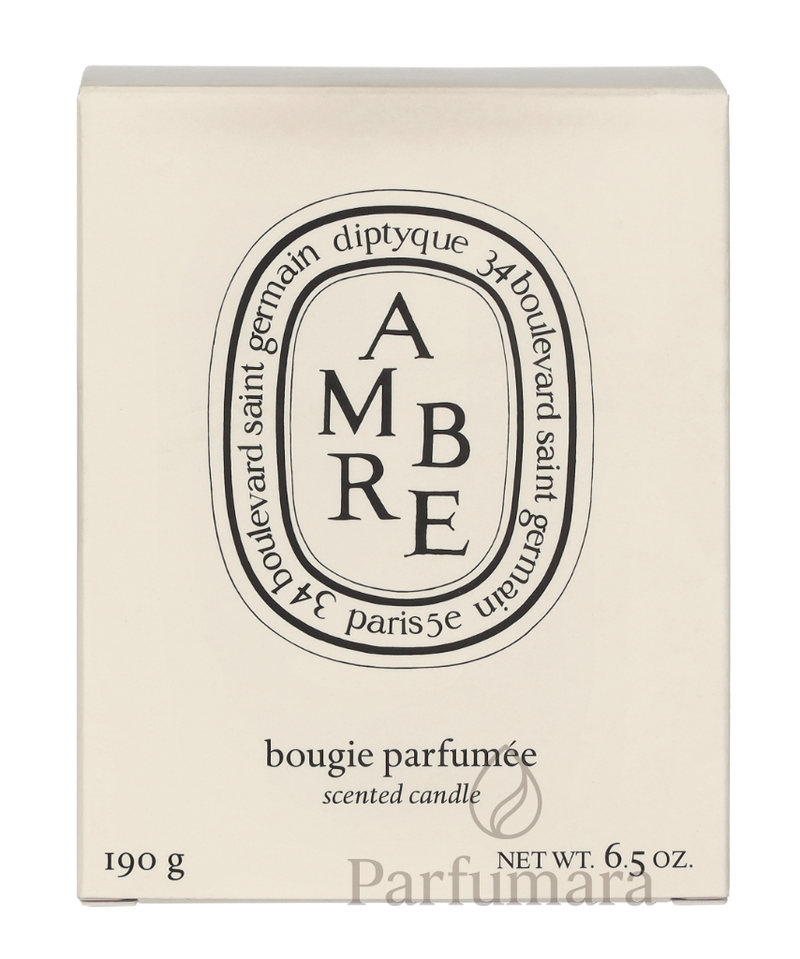 diptyque
34 boulevard saint germain
paris 5e
34 boulevard saint germain
A
M B
R E
bougie parfumée
scented candle
190 g
NET WT. 6.5 OZ.
Parfumara